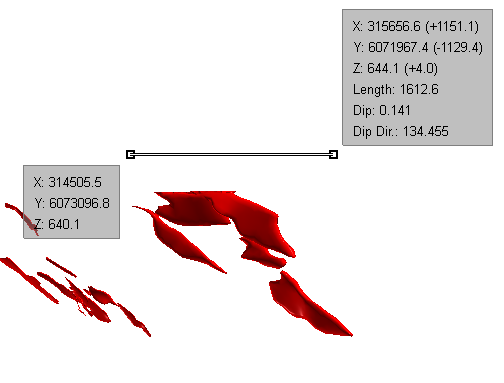 X: 315656.6 (+1151.1)
Y: 6071967.4 (-1129.4)
Z: 644.1 (+4.0)
Length: 1612.6
Dip: 0.141
Dip Dir.: 134.455
X: 314505.5
Y: 6073096.8
Z: 640.1